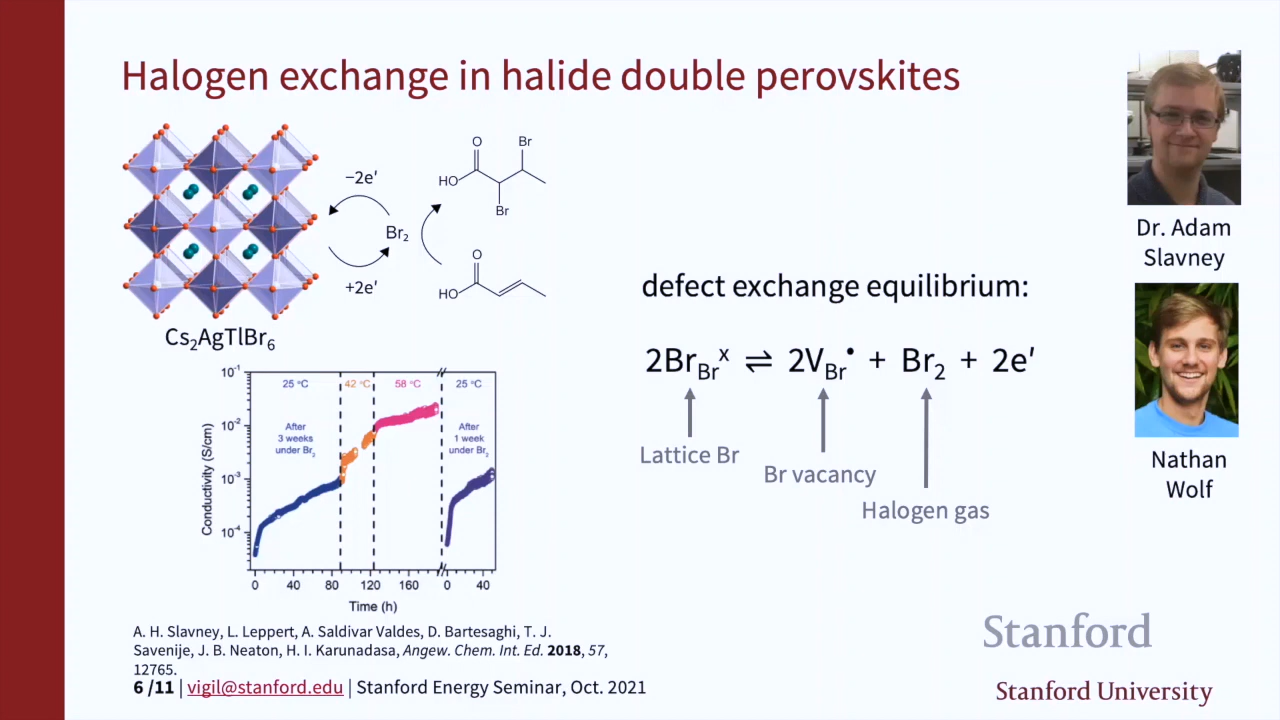 Halogen exchange in halide double perovskites
−2e′
Br₂
+2e′
Cs₂AgTlBr₆
O
Br
HO
Br
O
HO
10⁻¹
10⁻²
10⁻³
10⁻⁴
Conductivity (S/cm)
25 °C
42 °C
58 °C
25 °C
After
3 weeks
under Br₂
After
1 week
under Br₂
0 40 80 120 160 0 40
Time (h)
defect exchange equilibrium:
2Br_Br^x ⇌ 2V_Br^• + Br₂ + 2e′
Lattice Br
Br vacancy
Halogen gas
Dr. Adam
Slavney
Nathan
Wolf
A. H. Slavney, L. Leppert, A. Saldivar Valdes, D. Bartesaghi, T. J.
Savenije, J. B. Neaton, H. I. Karunadasa, Angew. Chem. Int. Ed. 2018, 57,
12765.
6 /11 | vigil@stanford.edu | Stanford Energy Seminar, Oct. 2021
Stanford
Stanford University